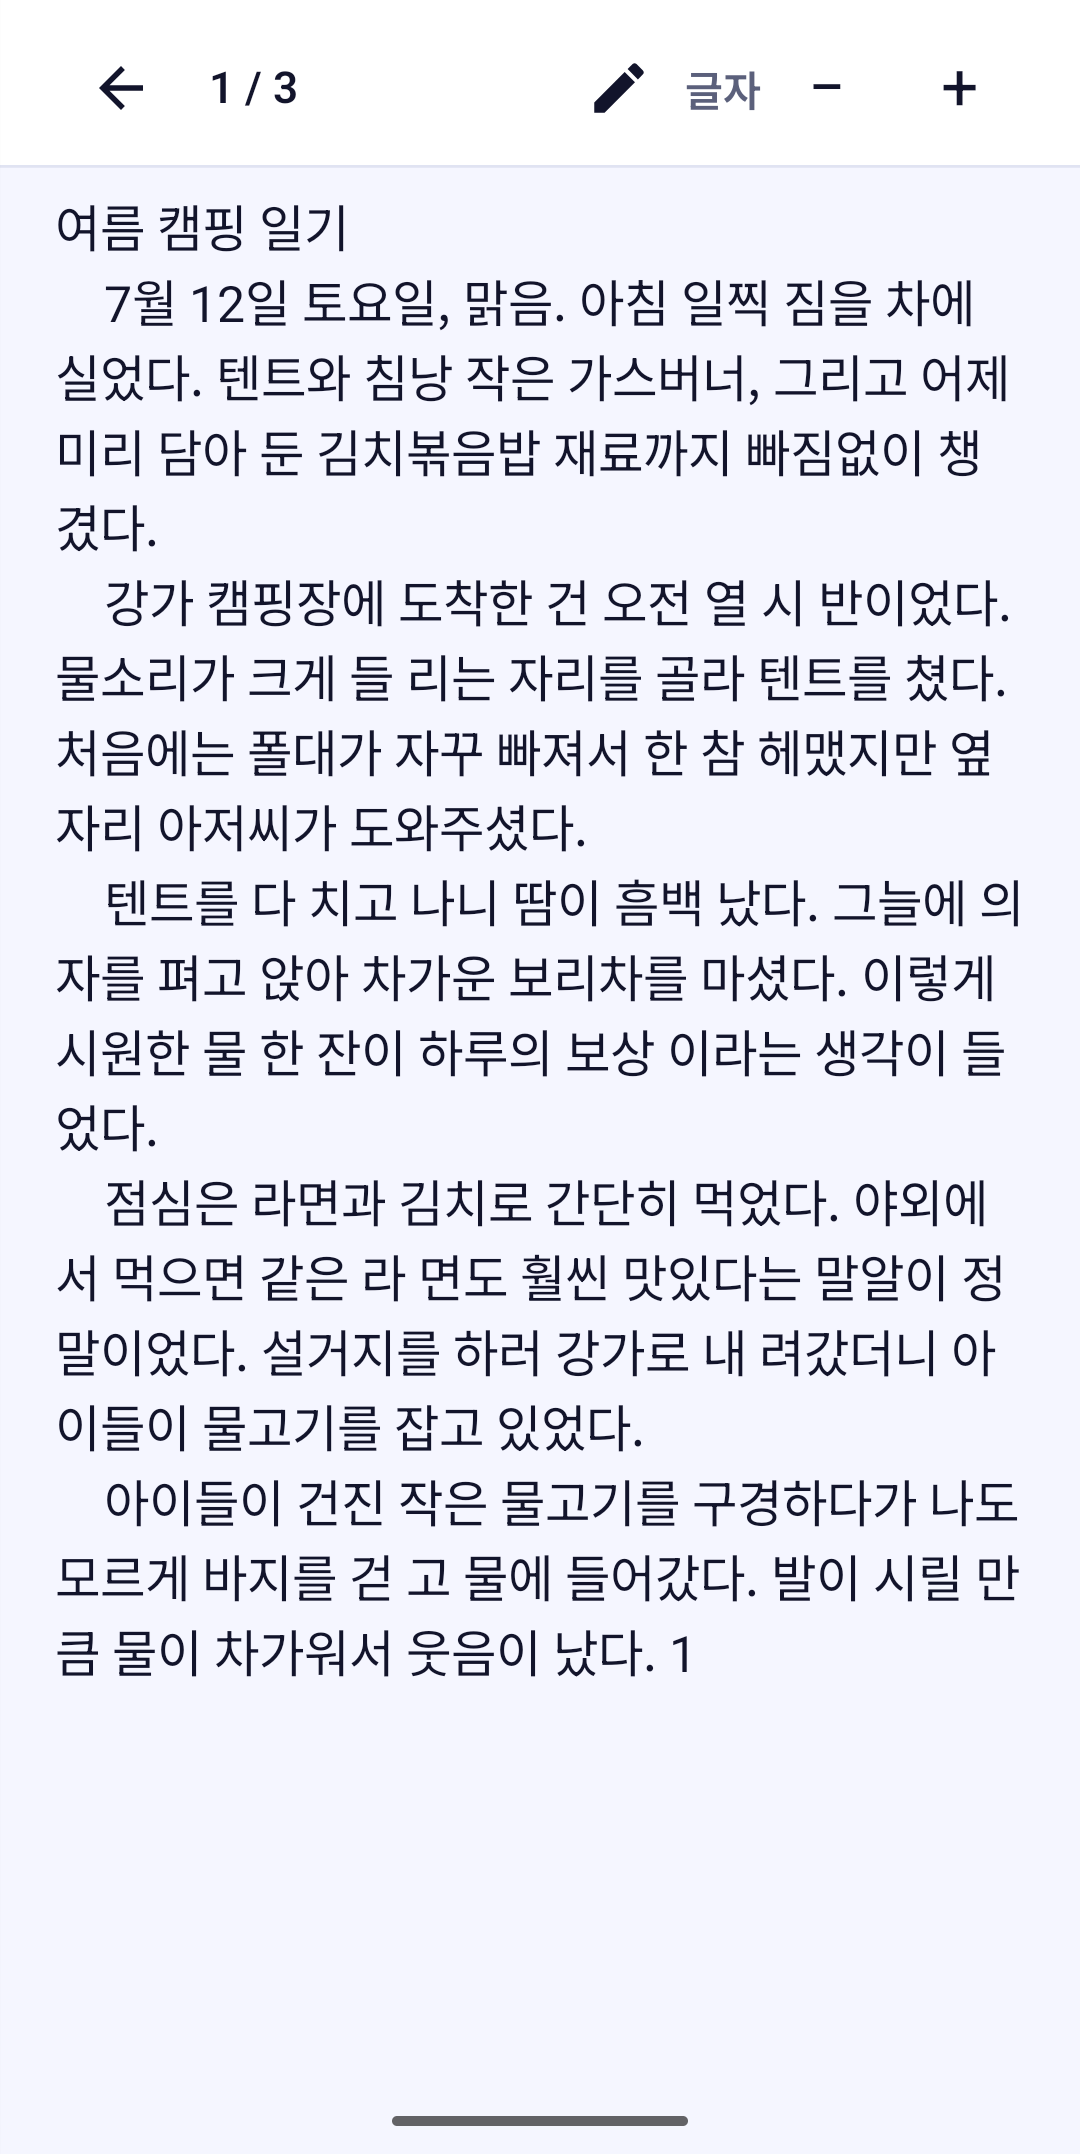 1 / 3
글자
여름 캠핑 일기
7월 12일 토요일, 맑음. 아침 일찍 짐을 차에
실었다. 텐트와 침낭 작은 가스버너, 그리고 어제
미리 담아 둔 김치볶음밥 재료까지 빠짐없이 챙
겼다.
강가 캠핑장에 도착한 건 오전 열 시 반이었다.
물소리가 크게 들 리는 자리를 골라 텐트를 쳤다.
처음에는 폴대가 자꾸 빠져서 한 참 헤맸지만 옆
자리 아저씨가 도와주셨다.
텐트를 다 치고 나니 땀이 흠백 났다. 그늘에 의
자를 펴고 앉아 차가운 보리차를 마셨다. 이렇게
시원한 물 한 잔이 하루의 보상 이라는 생각이 들
었다.
점심은 라면과 김치로 간단히 먹었다. 야외에
서 먹으면 같은 라 면도 훨씬 맛있다는 말알이 정
말이었다. 설거지를 하러 강가로 내 려갔더니 아
이들이 물고기를 잡고 있었다.
아이들이 건진 작은 물고기를 구경하다가 나도
모르게 바지를 걷 고 물에 들어갔다. 발이 시릴 만
큼 물이 차가워서 웃음이 났다. 1